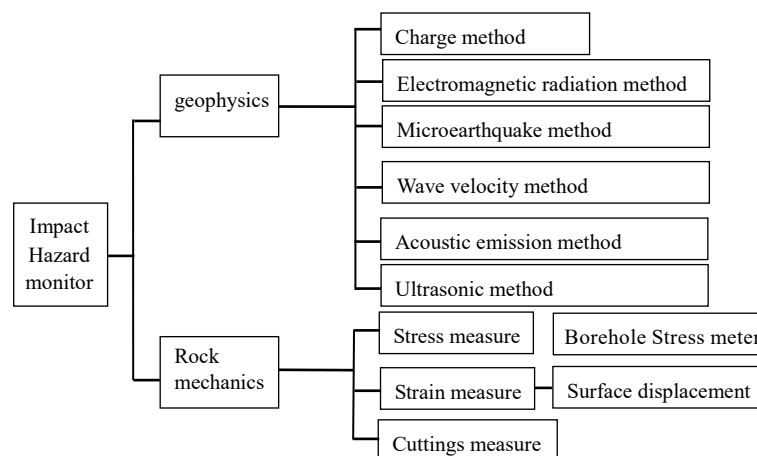 Impact
Hazard
monitor
geophysics
Charge method
Electromagnetic radiation method
Microearthquake method
Wave velocity method
Acoustic emission method
Ultrasonic method
Rock
mechanics
Stress measure
Borehole Stress meter
Strain measure
Surface displacement
Cuttings measure